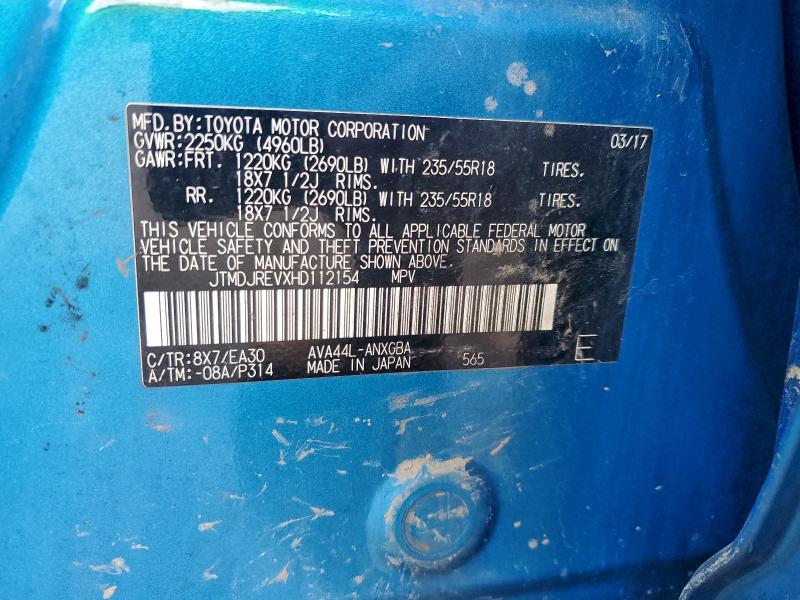 MFD.BY:TOYOTA MOTOR CORPORATION 03/17
GVWR:2250KG (4960LB)
GAWR:FRT. 1220KG (2690LB) WITH 235/55R18 TIRES.
18X7 1/2J RIMS.
RR. 1220KG (2690LB) WITH 235/55R18 TIRES.
18X7 1/2J RIMS.
THIS VEHICLE CONFORMS TO ALL APPLICABLE FEDERAL MOTOR
VEHICLE SAFETY AND THEFT PREVENTION STANDARDS IN EFFECT ON
THE DATE OF MANUFACTURE SHOWN ABOVE.
JTMDJREVXHD112154 MPV
C/TR:8X7/EA30 AVA44L-ANXGBA 565 E
A/TM:-08A/P314 MADE IN JAPAN